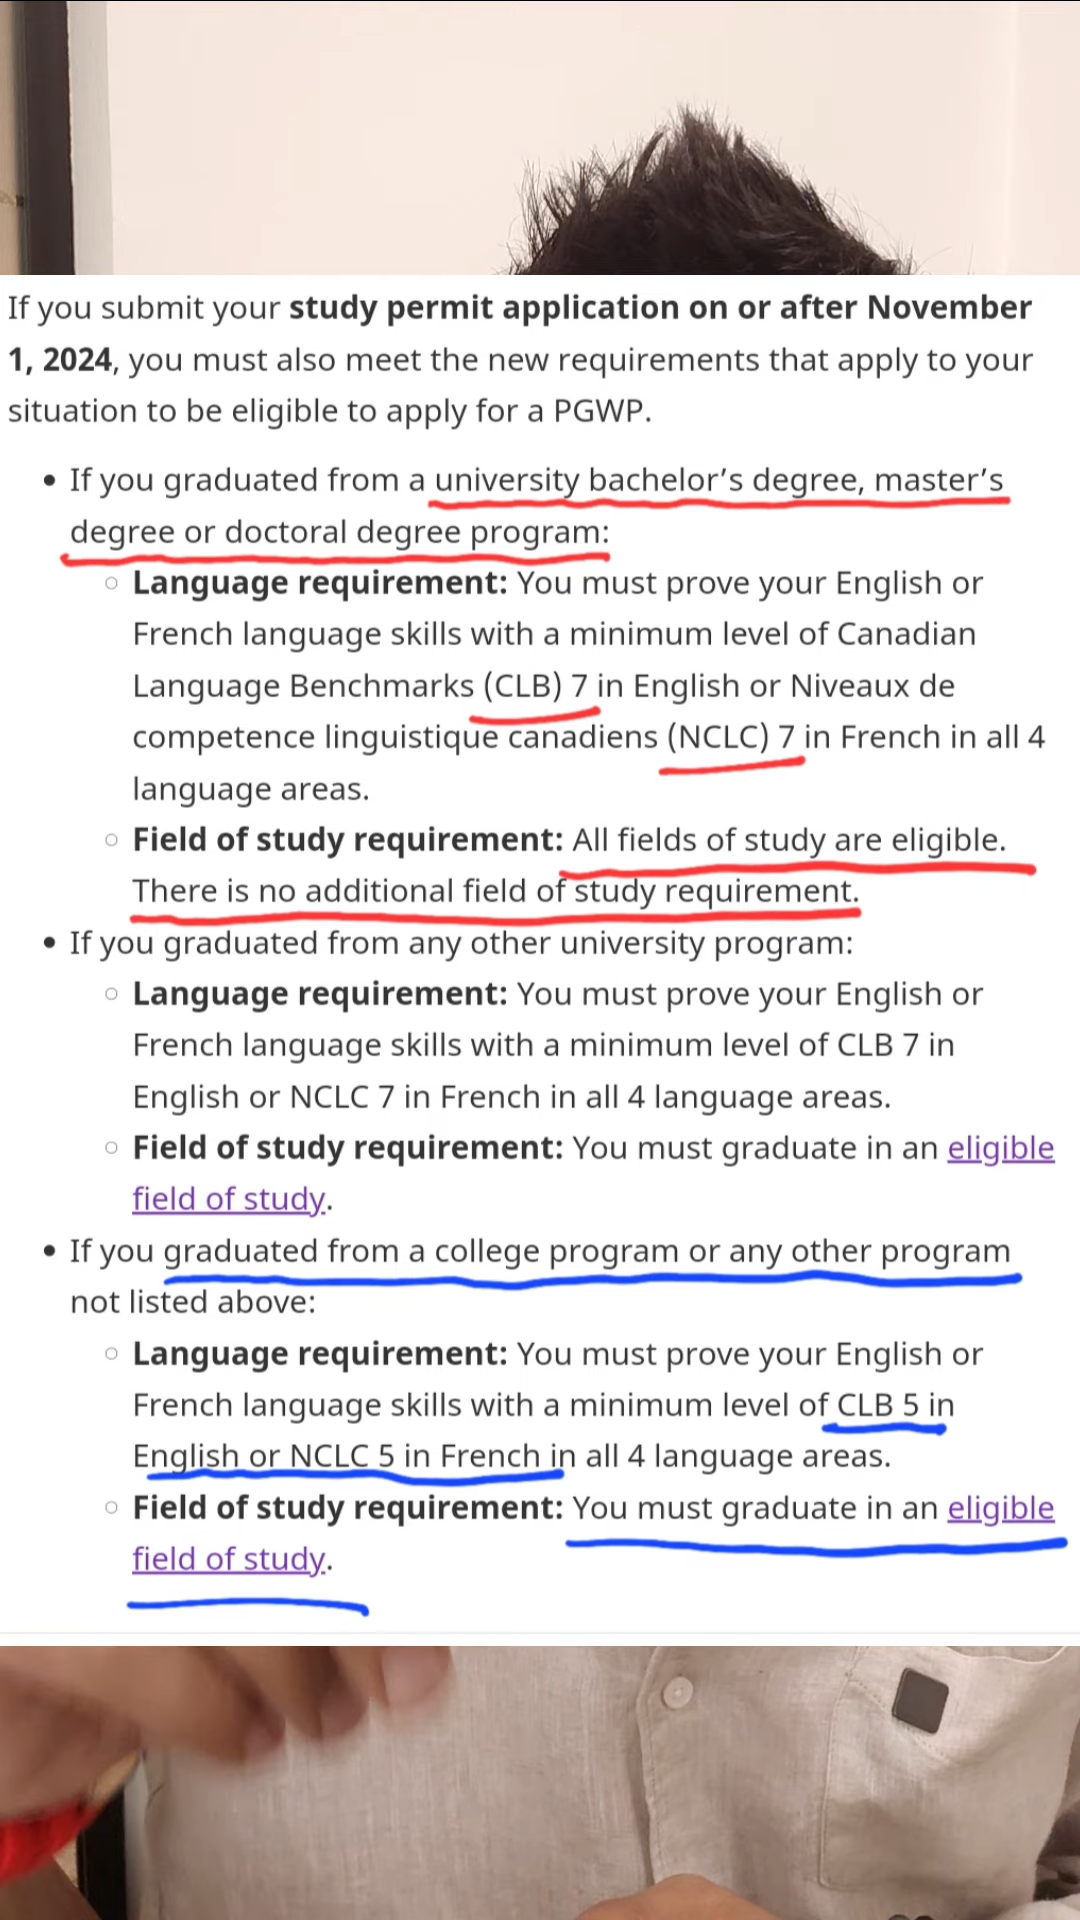 If you submit your study permit application on or after November
1, 2024, you must also meet the new requirements that apply to your
situation to be eligible to apply for a PGWP.
• If you graduated from a university bachelor's degree, master's
degree or doctoral degree program:
○ Language requirement: You must prove your English or
French language skills with a minimum level of Canadian
Language Benchmarks (CLB) 7 in English or Niveaux de
competence linguistique canadiens (NCLC) 7 in French in all 4
language areas.
○ Field of study requirement: All fields of study are eligible.
There is no additional field of study requirement.
• If you graduated from any other university program:
○ Language requirement: You must prove your English or
French language skills with a minimum level of CLB 7 in
English or NCLC 7 in French in all 4 language areas.
○ Field of study requirement: You must graduate in an eligible
field of study.
• If you graduated from a college program or any other program
not listed above:
○ Language requirement: You must prove your English or
French language skills with a minimum level of CLB 5 in
English or NCLC 5 in French in all 4 language areas.
○ Field of study requirement: You must graduate in an eligible
field of study.